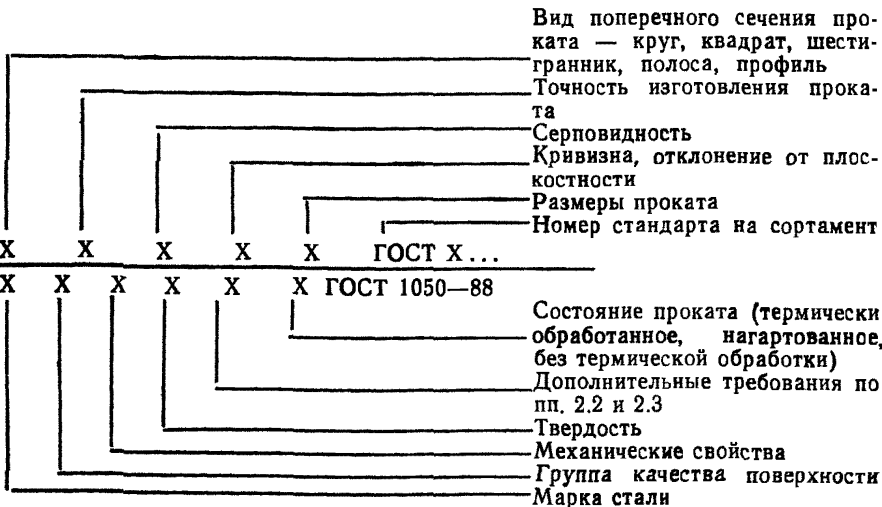 Вид поперечного сечения про-
ката — круг, квадрат, шести-
гранник, полоса, профиль
Точность изготовления прока-
та
Серповидность
Кривизна, отклонение от плос-
костности
Размеры проката
Номер стандарта на сортамент
X X X X X ГОСТ X...
X X X X X X ГОСТ 1050—88
Состояние проката (термически
обработанное, нагартованное,
без термической обработки)
Дополнительные требования по
пп. 2.2 и 2.3
Твердость
Механические свойства
Группа качества поверхности
Марка стали